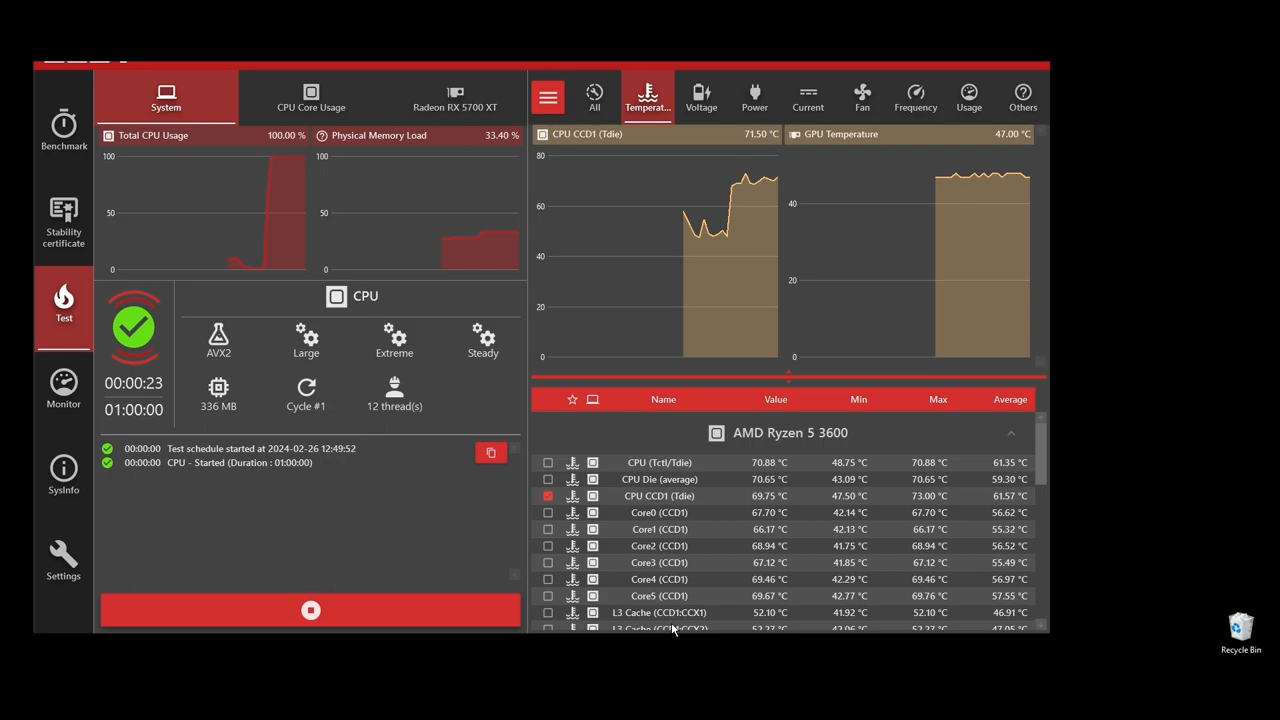 System
CPU Core Usage
Radeon RX 5700 XT
All
Temperat...
Voltage
Power
Current
Fan
Frequency
Usage
Others
Benchmark
Stability
certificate
Test
Monitor
SysInfo
Settings
Total CPU Usage 100.00 %
100
50
0
Physical Memory Load 33.40 %
100
50
0
CPU CCD1 (Tdie) 71.50 °C
80
60
40
20
0
GPU Temperature 47.00 °C
40
20
0
CPU
AVX2
Large
Extreme
Steady
336 MB
Cycle #1
12 thread(s)
00:00:23
01:00:00
00:00:00 Test schedule started at 2024-02-26 12:49:52
00:00:00 CPU - Started (Duration : 01:00:00)
Name Value Min Max Average
AMD Ryzen 5 3600
CPU (Tctl/Tdie) 70.88 °C 48.75 °C 70.88 °C 61.35 °C
CPU Die (average) 70.65 °C 43.09 °C 70.65 °C 59.30 °C
CPU CCD1 (Tdie) 69.75 °C 47.50 °C 73.00 °C 61.57 °C
Core0 (CCD1) 67.70 °C 42.14 °C 67.70 °C 56.62 °C
Core1 (CCD1) 66.17 °C 42.13 °C 66.17 °C 55.32 °C
Core2 (CCD1) 68.94 °C 41.75 °C 68.94 °C 56.52 °C
Core3 (CCD1) 67.12 °C 41.85 °C 67.12 °C 55.49 °C
Core4 (CCD1) 69.46 °C 42.29 °C 69.46 °C 56.97 °C
Core5 (CCD1) 69.67 °C 42.77 °C 69.76 °C 57.55 °C
L3 Cache (CCD1:CCX1) 52.10 °C 41.92 °C 52.10 °C 46.91 °C
L3 Cache
Recycle Bin